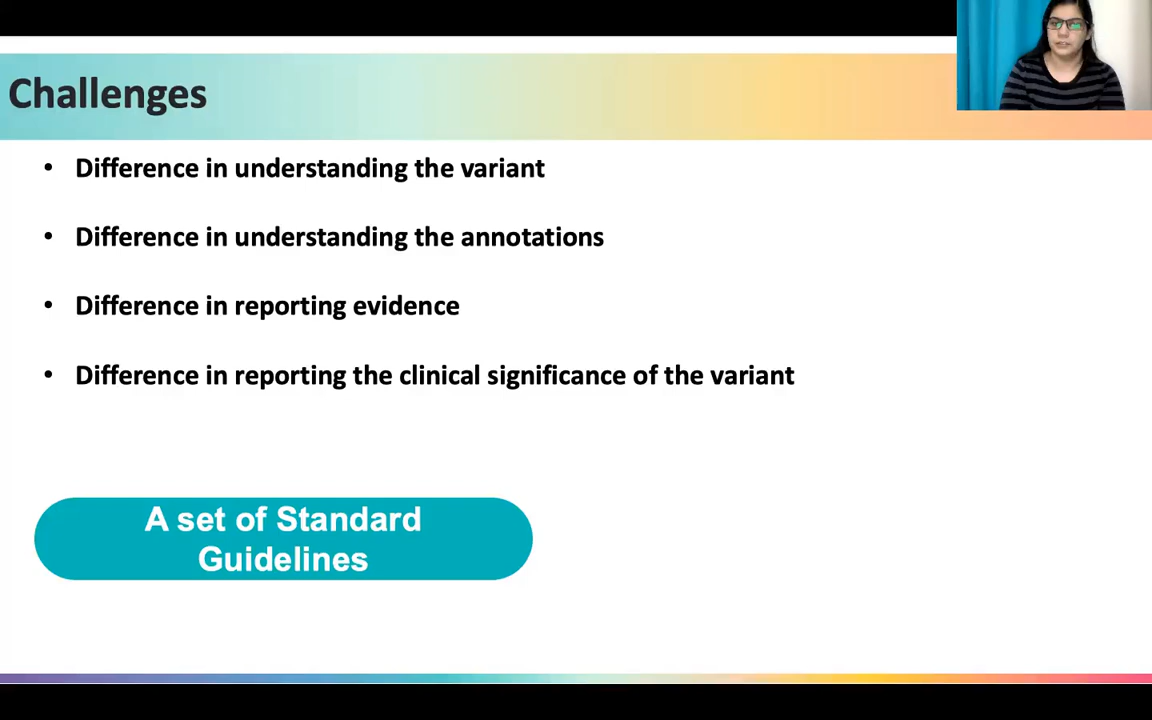 Challenges
• Difference in understanding the variant
• Difference in understanding the annotations
• Difference in reporting evidence
• Difference in reporting the clinical significance of the variant
A set of Standard
Guidelines